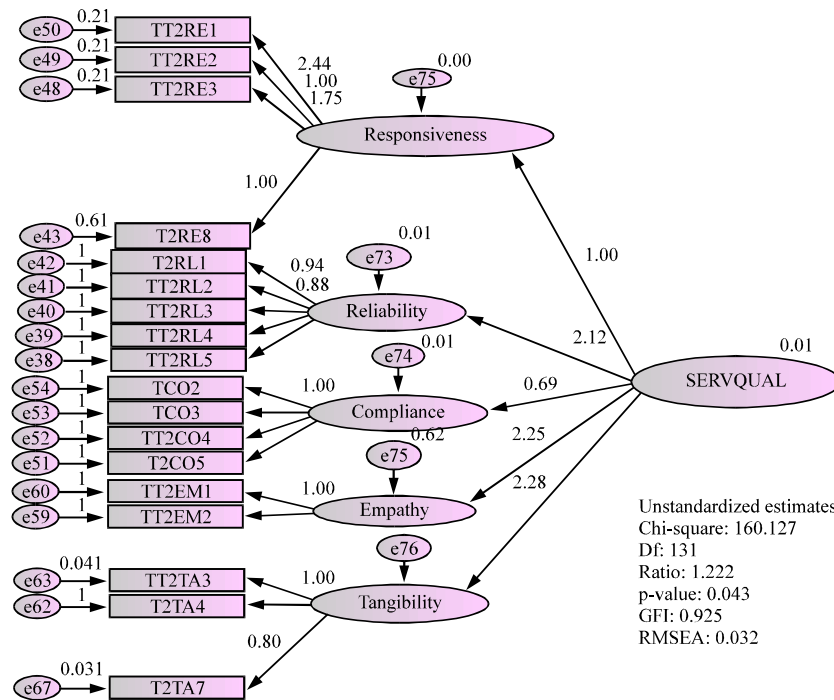 e50 0.21 TT2RE1
e49 0.21 TT2RE2
e48 0.21 TT2RE3
2.44
1.00
1.75
e75 0.00
Responsiveness
1.00
1.00
e43 0.61 T2RE8
e42 1 T2RL1
e41 1 TT2RL2
e40 1 TT2RL3
e39 1 TT2RL4
e38 1 TT2RL5
0.94
0.88
e73 0.01
Reliability
2.12
e74 0.01
SERVQUAL 0.01
e54 1 TCO2
e53 1 TCO3
e52 1 TT2CO4
e51 1 T2CO5
1.00
Compliance
0.69
e75 0.62
2.25
e60 1 TT2EM1
e59 1 TT2EM2
1.00
Empathy
2.28
e76
e63 0.041 TT2TA3
e62 1 T2TA4
1.00
Tangibility
0.80
e67 0.031 T2TA7
Unstandardized estimates
Chi-square: 160.127
Df: 131
Ratio: 1.222
p-value: 0.043
GFI: 0.925
RMSEA: 0.032